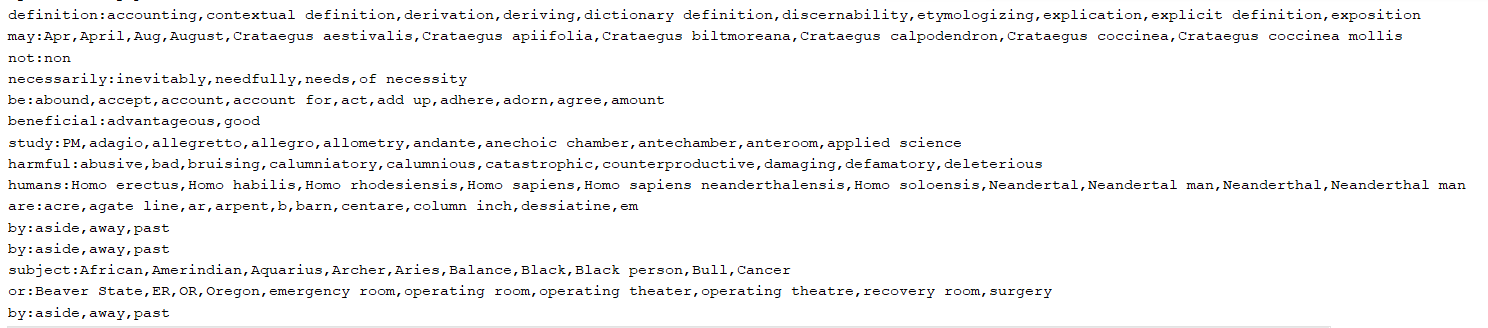 definition:accounting,contextual definition,derivation,deriving,dictionary definition,discernability,etymologizing,explication,explicit definition,exposition
may:Apr,April,Aug,August,Crataegus aestivalis,Crataegus apiifolia,Crataegus biltmoreana,Crataegus calpodendron,Crataegus coccinea,Crataegus coccinea mollis
not:non
necessarily:inevitably,needfully,needs,of necessity
be:abound,accept,account,account for,act,add up,adhere,adorn,agree,amount
beneficial:advantageous,good
study:PM,adagio,allegretto,allegro,allometry,andante,anechoic chamber,antechamber,anteroom,applied science
harmful:abusive,bad,bruising,calumniatory,calumnious,catastrophic,counterproductive,damaging,defamatory,deleterious
humans:Homo erectus,Homo habilis,Homo rhodesiensis,Homo sapiens,Homo sapiens neanderthalensis,Homo soloensis,Neandertal,Neandertal man,Neanderthal,Neanderthal man
are:acre,agate line,ar,arpent,b,barn,centare,column inch,dessiatine,em
by:aside,away,past
by:aside,away,past
subject:African,Amerindian,Aquarius,Archer,Aries,Balance,Black,Black person,Bull,Cancer
or:Beaver State,ER,OR,Oregon,emergency room,operating room,operating theater,operating theatre,recovery room,surgery
by:aside,away,past